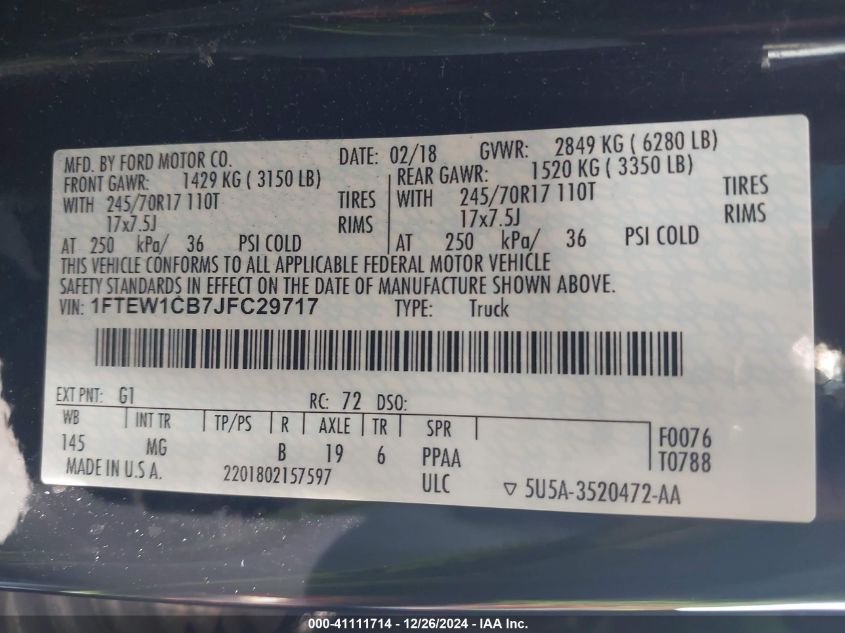 MFD. BY FORD MOTOR CO. DATE: 02/18 GVWR: 2849 KG ( 6280 LB)
FRONT GAWR: 1429 KG ( 3150 LB) REAR GAWR: 1520 KG ( 3350 LB)
WITH 245/70R17 110T TIRES WITH 245/70R17 110T TIRES
17x7.5J RIMS 17x7.5J RIMS
AT 250 kPa/ 36 PSI COLD AT 250 kPa/ 36 PSI COLD
THIS VEHICLE CONFORMS TO ALL APPLICABLE FEDERAL MOTOR VEHICLE
SAFETY STANDARDS IN EFFECT ON THE DATE OF MANUFACTURE SHOWN ABOVE.
VIN: 1FTEW1CB7JFC29717 TYPE: Truck
EXT PNT: G1 RC: 72 DSO:
WB INT TR TP/PS R AXLE TR SPR F0076
145 MG B 19 6 PPAA T0788
MADE IN U.S.A. 2201802157597 ULC ▽ 5U5A-3520472-AA
000-41111714 - 12/26/2024 - IAA Inc.